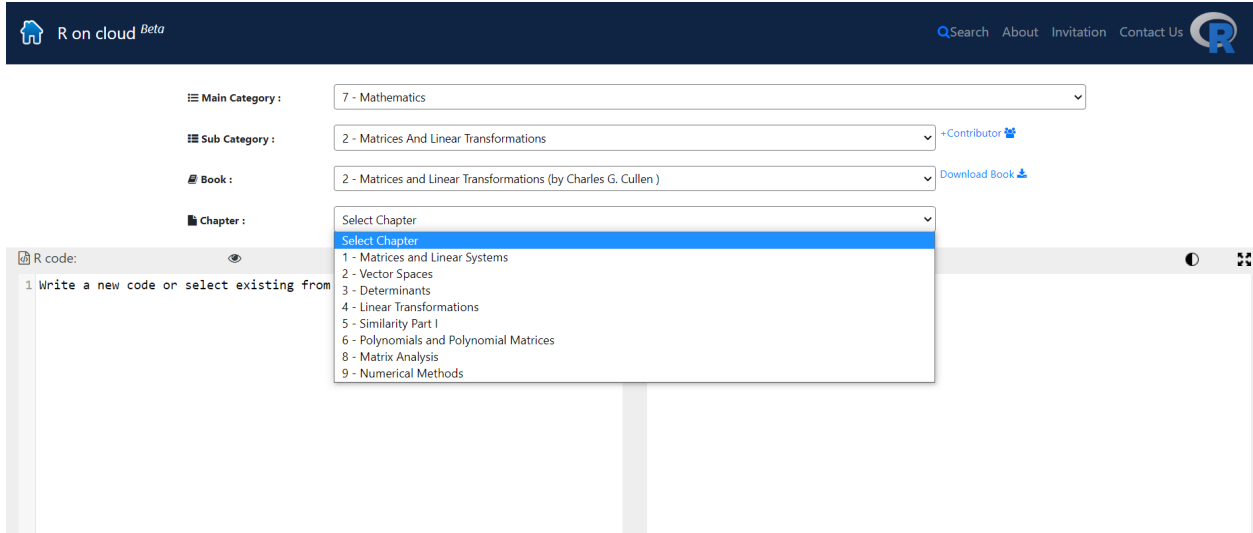 R on cloud Beta
Search About Invitation Contact Us R
Main Category :
7 - Mathematics
Sub Category :
2 - Matrices And Linear Transformations
+Contributor
Book :
2 - Matrices and Linear Transformations (by Charles G. Cullen )
Download Book
Chapter :
Select Chapter
Select Chapter
1 - Matrices and Linear Systems
2 - Vector Spaces
3 - Determinants
4 - Linear Transformations
5 - Similarity Part I
6 - Polynomials and Polynomial Matrices
8 - Matrix Analysis
9 - Numerical Methods
R code:
1 Write a new code or select existing from